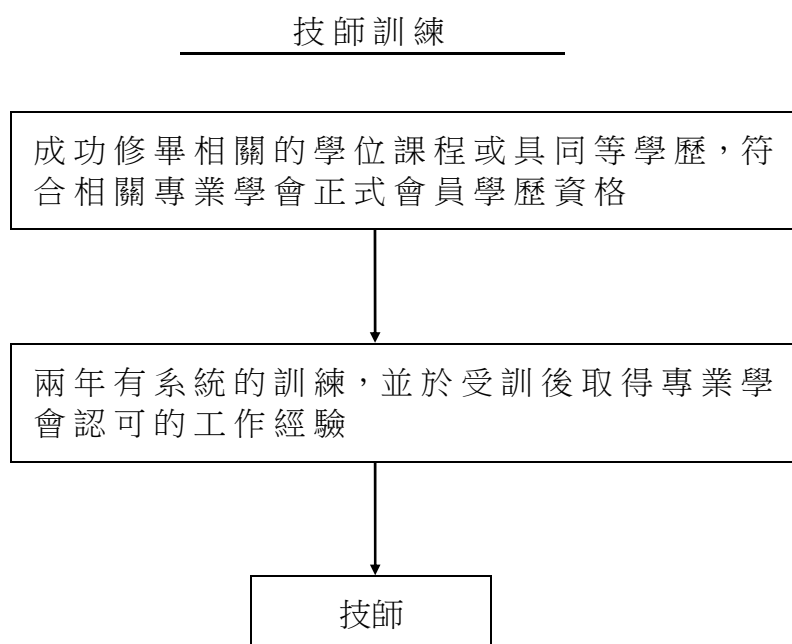 技師訓練
成功修畢相關的學位課程或具同等學歷，符
合相關專業學會正式會員學歷資格
兩年有系統的訓練，並於受訓後取得專業學
會認可的工作經驗
技師